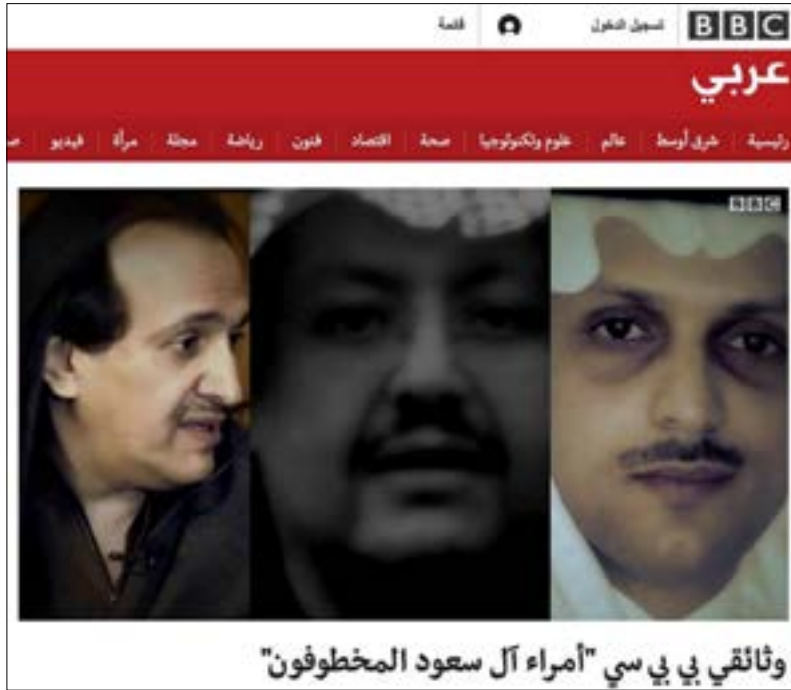 BBC تسجيل الدخول قائمة
عربي
رئيسية شرق أوسط عالم علوم وتكنولوجيا صحة اقتصاد فنون رياضة مجلة مرأة فيديو
BBC
وثائقي بي بي سي "أمراء آل سعود المخطوفون"